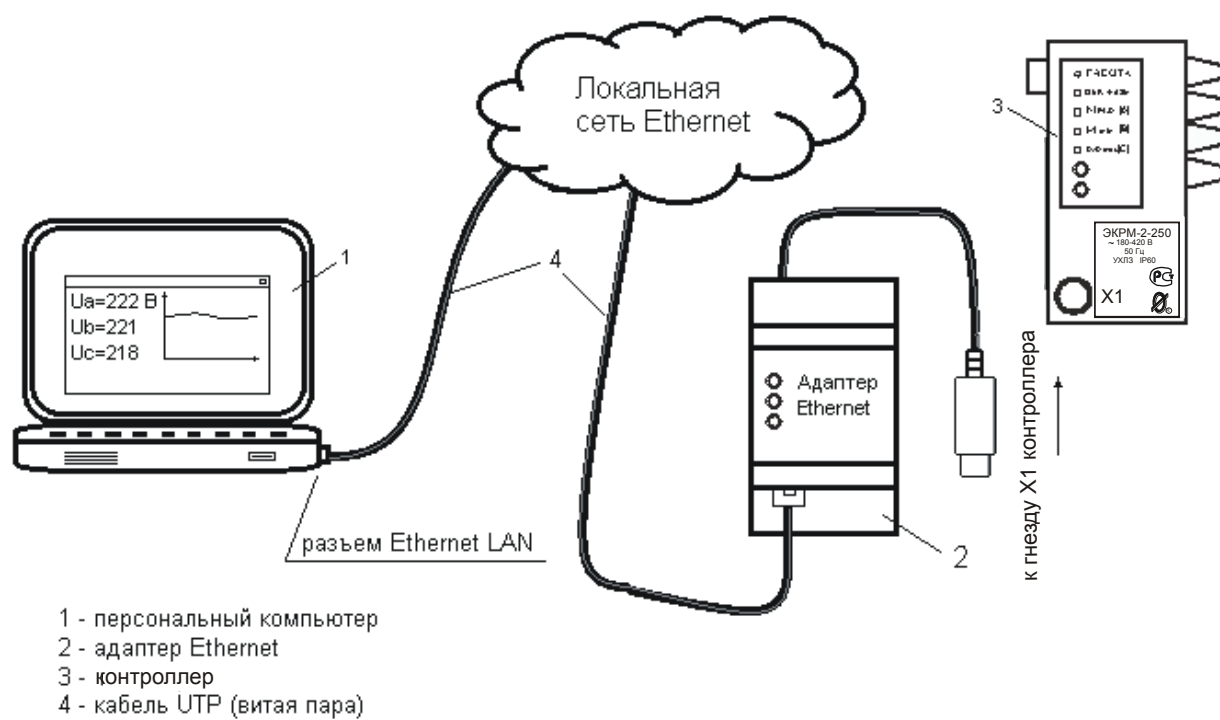 Локальная
сеть Ethernet
3
РАБОТА
ЭКРМ-2-250
~ 180-420 В
50 Гц
УХЛ3 IP60
X1
1
4
Ua=222 В
Ub=221
Uc=218
Адаптер
Ethernet
к гнезду X1 контроллера
разъем Ethernet LAN
2
1 - персональный компьютер
2 - адаптер Ethernet
3 - контроллер
4 - кабель UTP (витая пара)